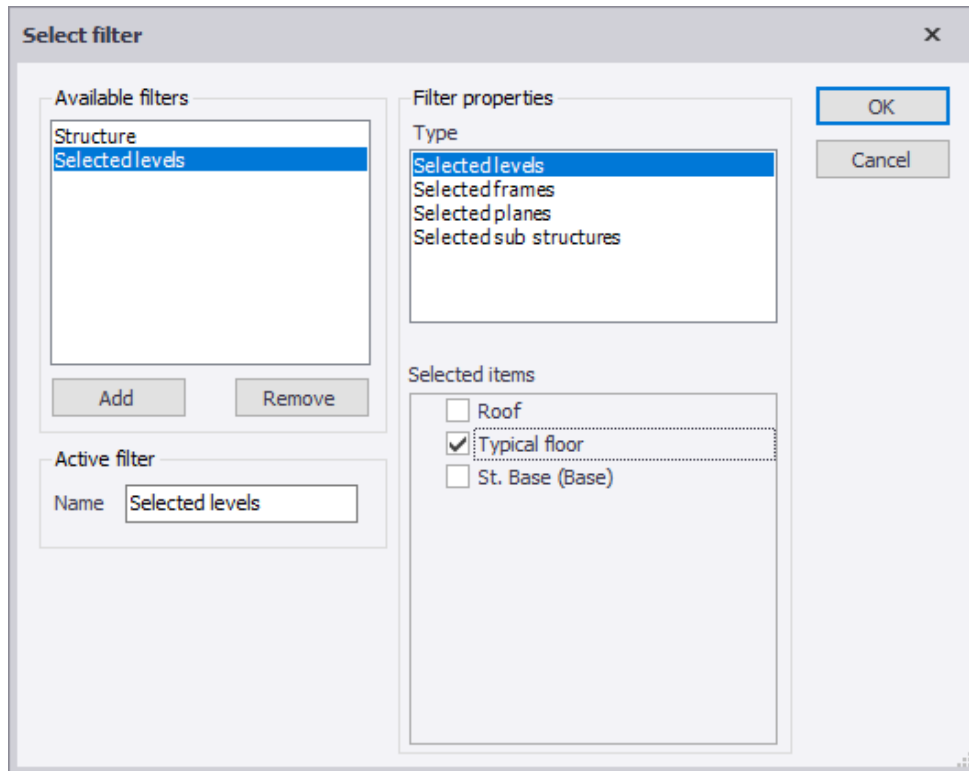 Select filter
Available filters
Structure
Selected levels
Add
Remove
Active filter
Name
Selected levels
Filter properties
Type
Selected levels
Selected frames
Selected planes
Selected sub structures
Selected items
Roof
Typical floor
St. Base (Base)
OK
Cancel